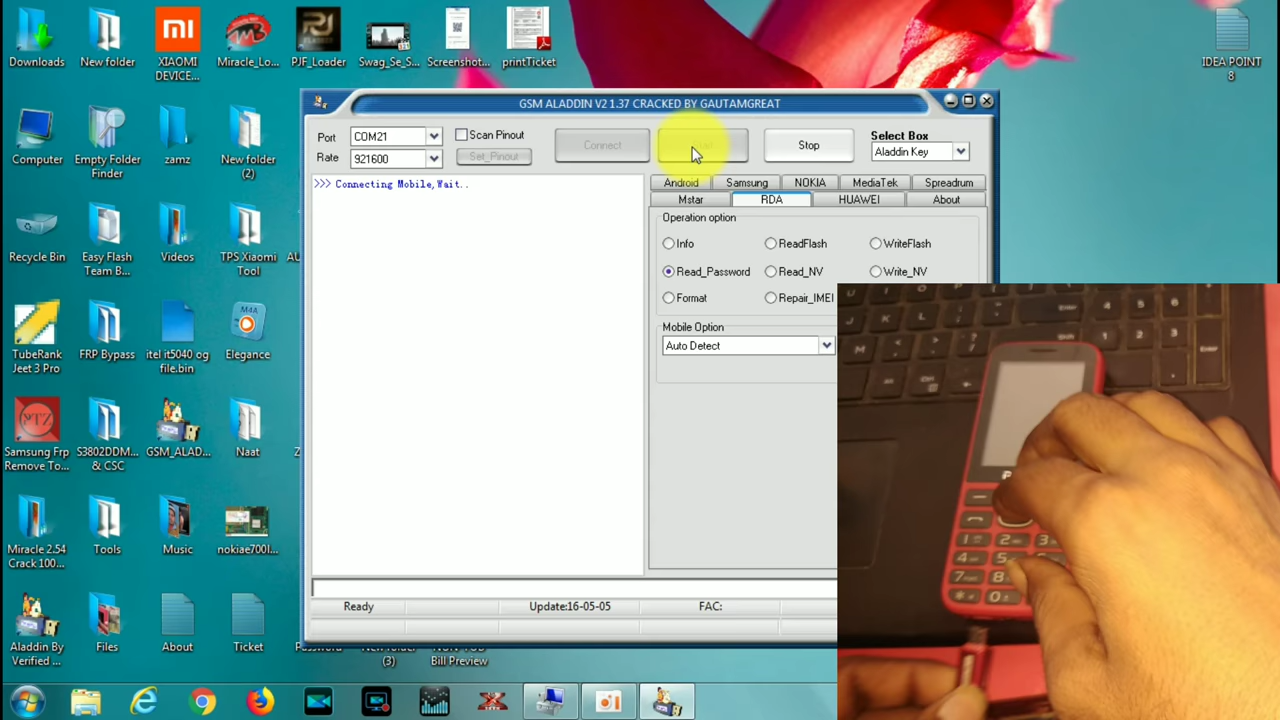 Downloads
New folder
XIAOMI
DEVICE...
Miracle_Lo...
PJF_Loader
Swag_Se_S...
Screenshot...
printTicket
IDEA POINT
8
Computer
Empty Folder
Finder
zamz
New folder
(2)
Recycle Bin
Easy Flash
Team B...
Videos
TPS Xiaomi
Tool
AU
TubeRank
Jeet 3 Pro
FRP Bypass
itel it5040 og
file.bin
Elegance
Samsung Frp
Remove To...
S3802DDM...
& CSC
GSM_ALAD...
Naat
Z
Miracle 2.54
Crack 100...
Tools
Music
nokiae700l...
Aladdin By
Verified ...
Files
About
Ticket
(3)
Bill Preview
GSM ALADDIN V2 1.37 CRACKED BY GAUTAMGREAT
Port
COM21
Scan Pinout
Connect
Stop
Select Box
Aladdin Key
Rate
921600
Set_Pinout
>>> Connecting Mobile,Wait..
Android
Samsung
NOKIA
MediaTek
Spreadrum
Mstar
RDA
HUAWEI
About
Operation option
Info
ReadFlash
WriteFlash
Read_Password
Read_NV
Write_NV
Format
Repair_IMEI
Mobile Option
Auto Detect
Ready
Update:16-05-05
FAC: